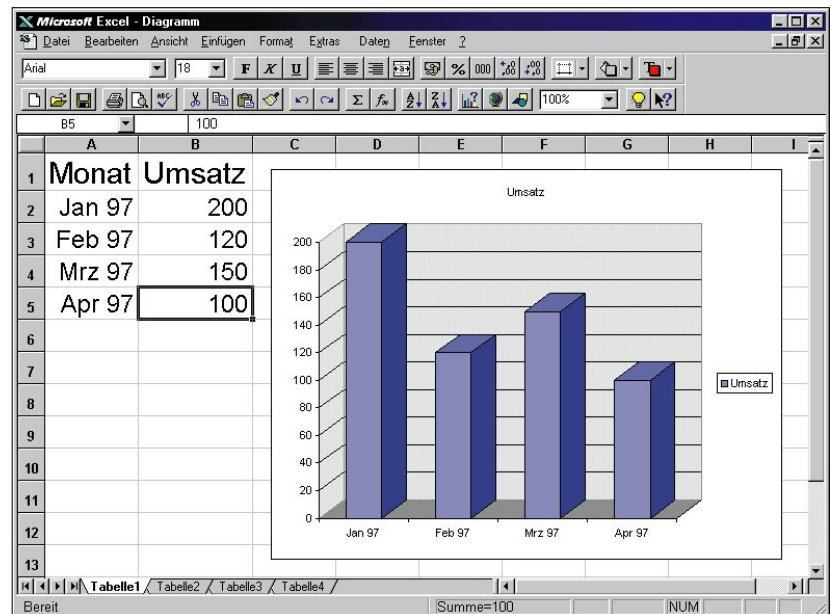 Microsoft Excel - Diagramm
Datei Bearbeiten Ansicht Einfügen Format Extras Daten Fenster ?
Arial 18 F K U % 000
ABC Σ f 100%
B5 100
A B C D E F G H I
1 Monat Umsatz
2 Jan 97 200
3 Feb 97 120
4 Mrz 97 150
5 Apr 97 100
6
7
8
9
10
11
12
13
Umsatz
200
180
160
140
120
100
80
60
40
20
0
Jan 97 Feb 97 Mrz 97 Apr 97
Umsatz
Tabelle1 Tabelle2 Tabelle3 Tabelle4
Bereit Summe=100 NUM